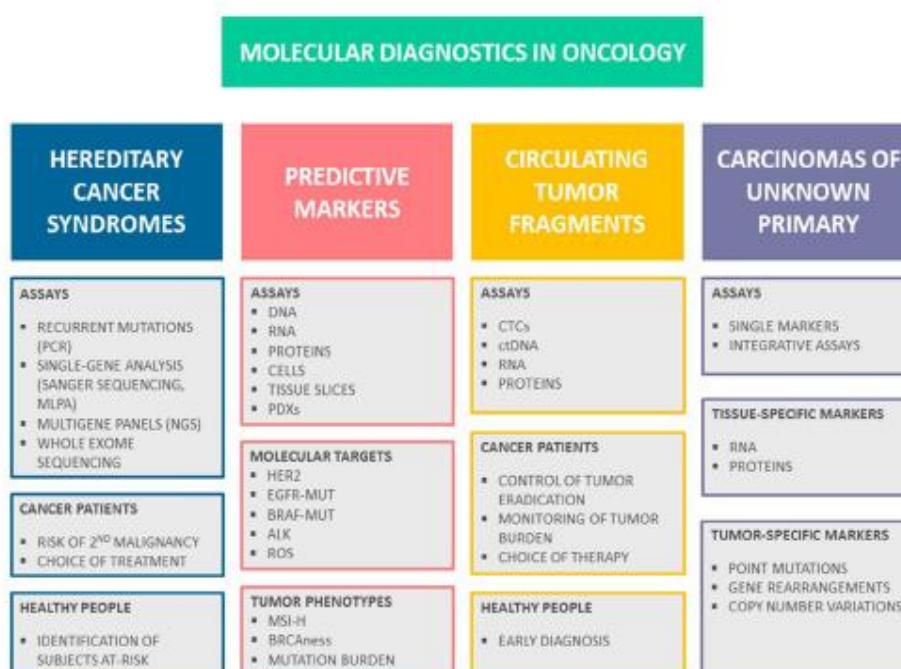 MOLECULAR DIAGNOSTICS IN ONCOLOGY
HEREDITARY
CANCER
SYNDROMES
ASSAYS
▪ RECURRENT MUTATIONS
(PCR)
▪ SINGLE-GENE ANALYSIS
(SANGER SEQUENCING,
MLPA)
▪ MULTIGENE PANELS (NGS)
▪ WHOLE EXOME
SEQUENCING
CANCER PATIENTS
▪ RISK OF 2ND MALIGNANCY
▪ CHOICE OF TREATMENT
HEALTHY PEOPLE
▪ IDENTIFICATION OF
SUBJECTS AT-RISK
PREDICTIVE
MARKERS
ASSAYS
▪ DNA
▪ RNA
▪ PROTEINS
▪ CELLS
▪ TISSUE SLICES
▪ PDXs
MOLECULAR TARGETS
▪ HER2
▪ EGFR-MUT
▪ BRAF-MUT
▪ ALK
▪ ROS
TUMOR PHENOTYPES
▪ MSI-H
▪ BRCAness
▪ MUTATION BURDEN
CIRCULATING
TUMOR
FRAGMENTS
ASSAYS
▪ CTCs
▪ ctDNA
▪ RNA
▪ PROTEINS
CANCER PATIENTS
▪ CONTROL OF TUMOR
ERADICATION
▪ MONITORING OF TUMOR
BURDEN
▪ CHOICE OF THERAPY
HEALTHY PEOPLE
▪ EARLY DIAGNOSIS
CARCINOMAS OF
UNKNOWN
PRIMARY
ASSAYS
▪ SINGLE MARKERS
▪ INTEGRATIVE ASSAYS
TISSUE-SPECIFIC MARKERS
▪ RNA
▪ PROTEINS
TUMOR-SPECIFIC MARKERS
▪ POINT MUTATIONS
▪ GENE REARRANGEMENTS
▪ COPY NUMBER VARIATIONS